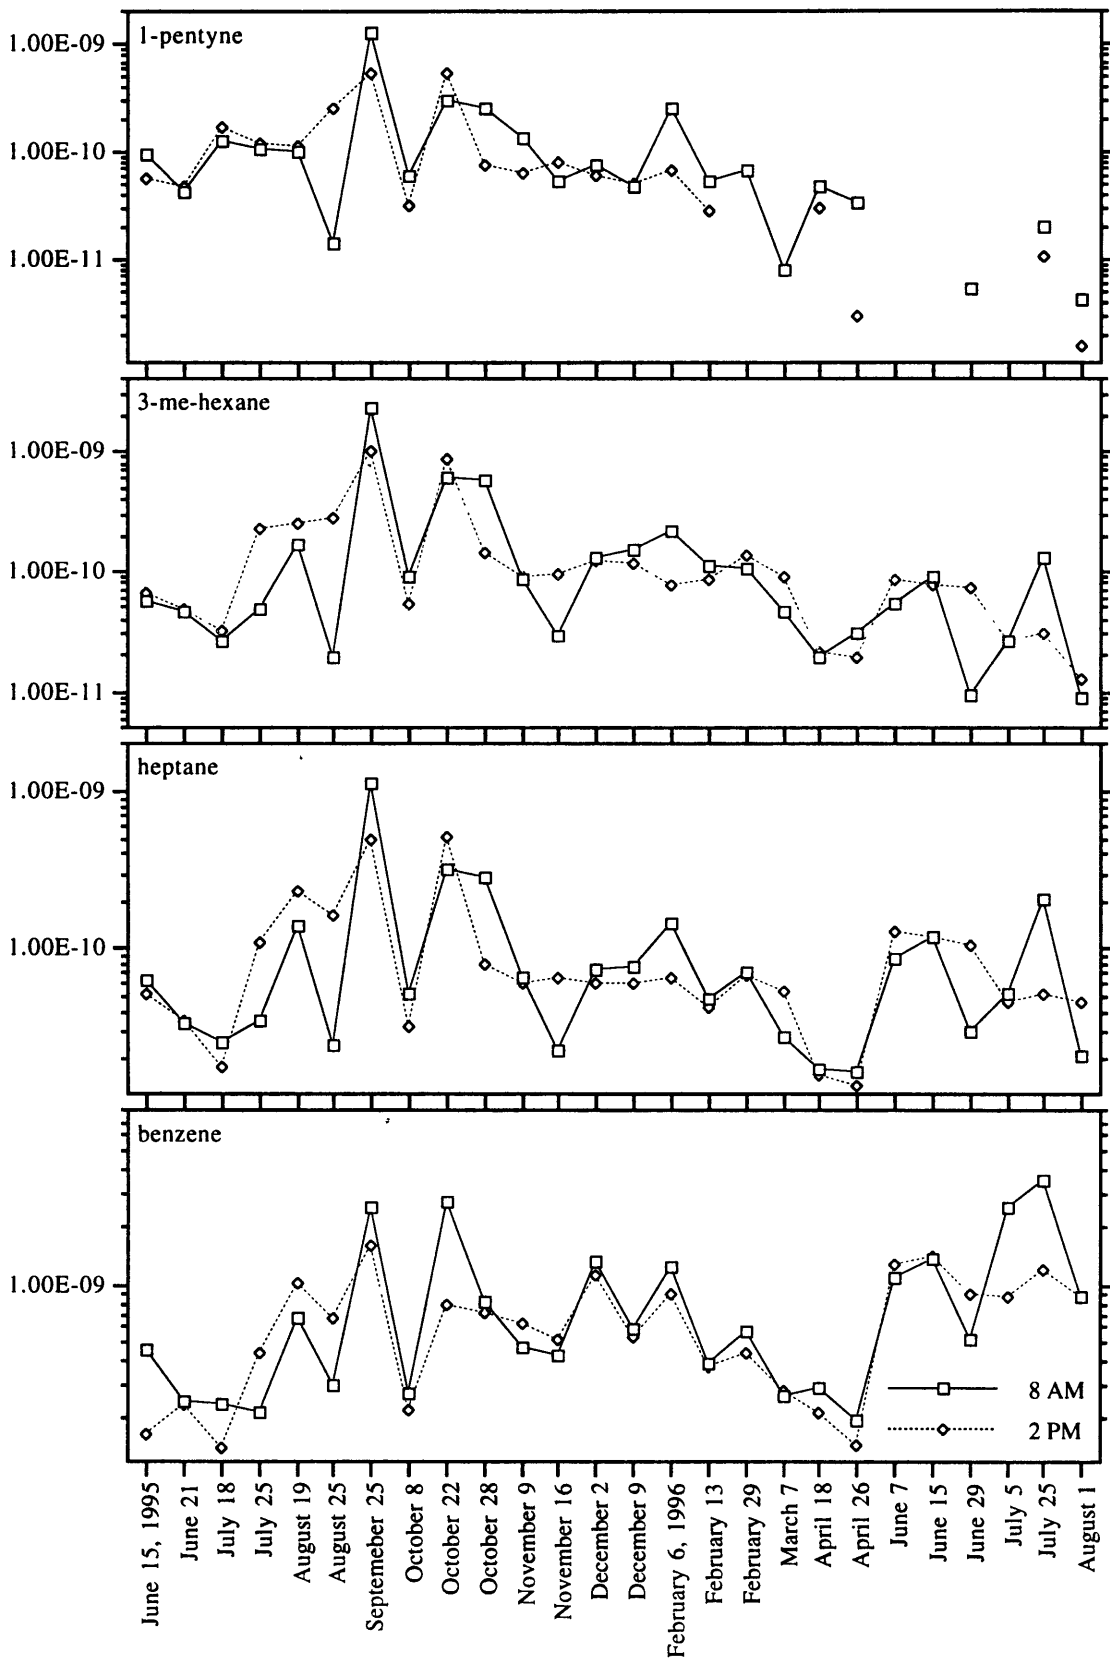 1-pentyne
1.00E-09
1.00E-10
1.00E-11
3-me-hexane
1.00E-09
1.00E-10
1.00E-11
heptane
1.00E-09
1.00E-10
benzene
1.00E-09
8 AM
2 PM
June 15, 1995
June 21
July 18
July 25
August 19
August 25
Septemeber 25
October 8
October 22
October 28
November 9
November 16
December 2
December 9
February 6, 1996
February 13
February 29
March 7
April 18
April 26
June 7
June 15
June 29
July 5
July 25
August 1